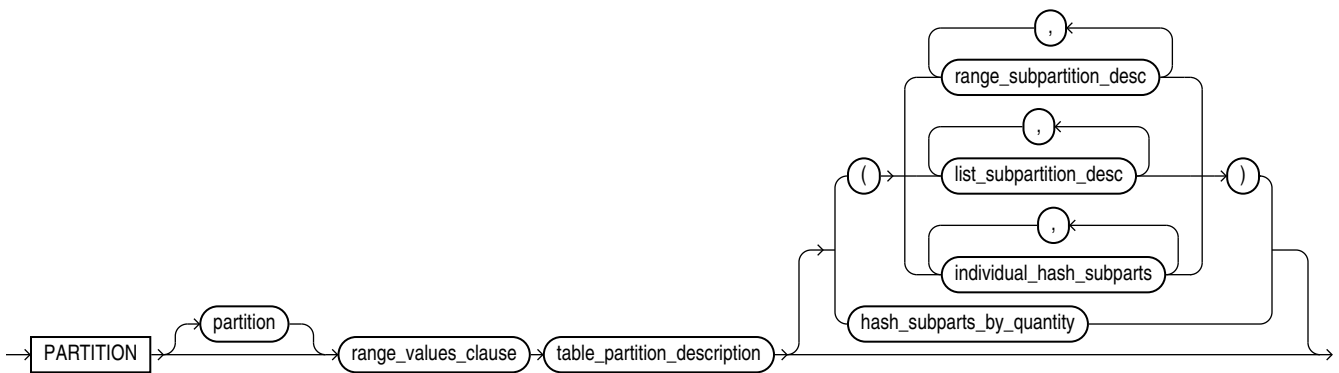 ,
range_subpartition_desc
,
( list_subpartition_desc )
,
individual_hash_subparts
partition hash_subparts_by_quantity
PARTITION range_values_clause table_partition_description